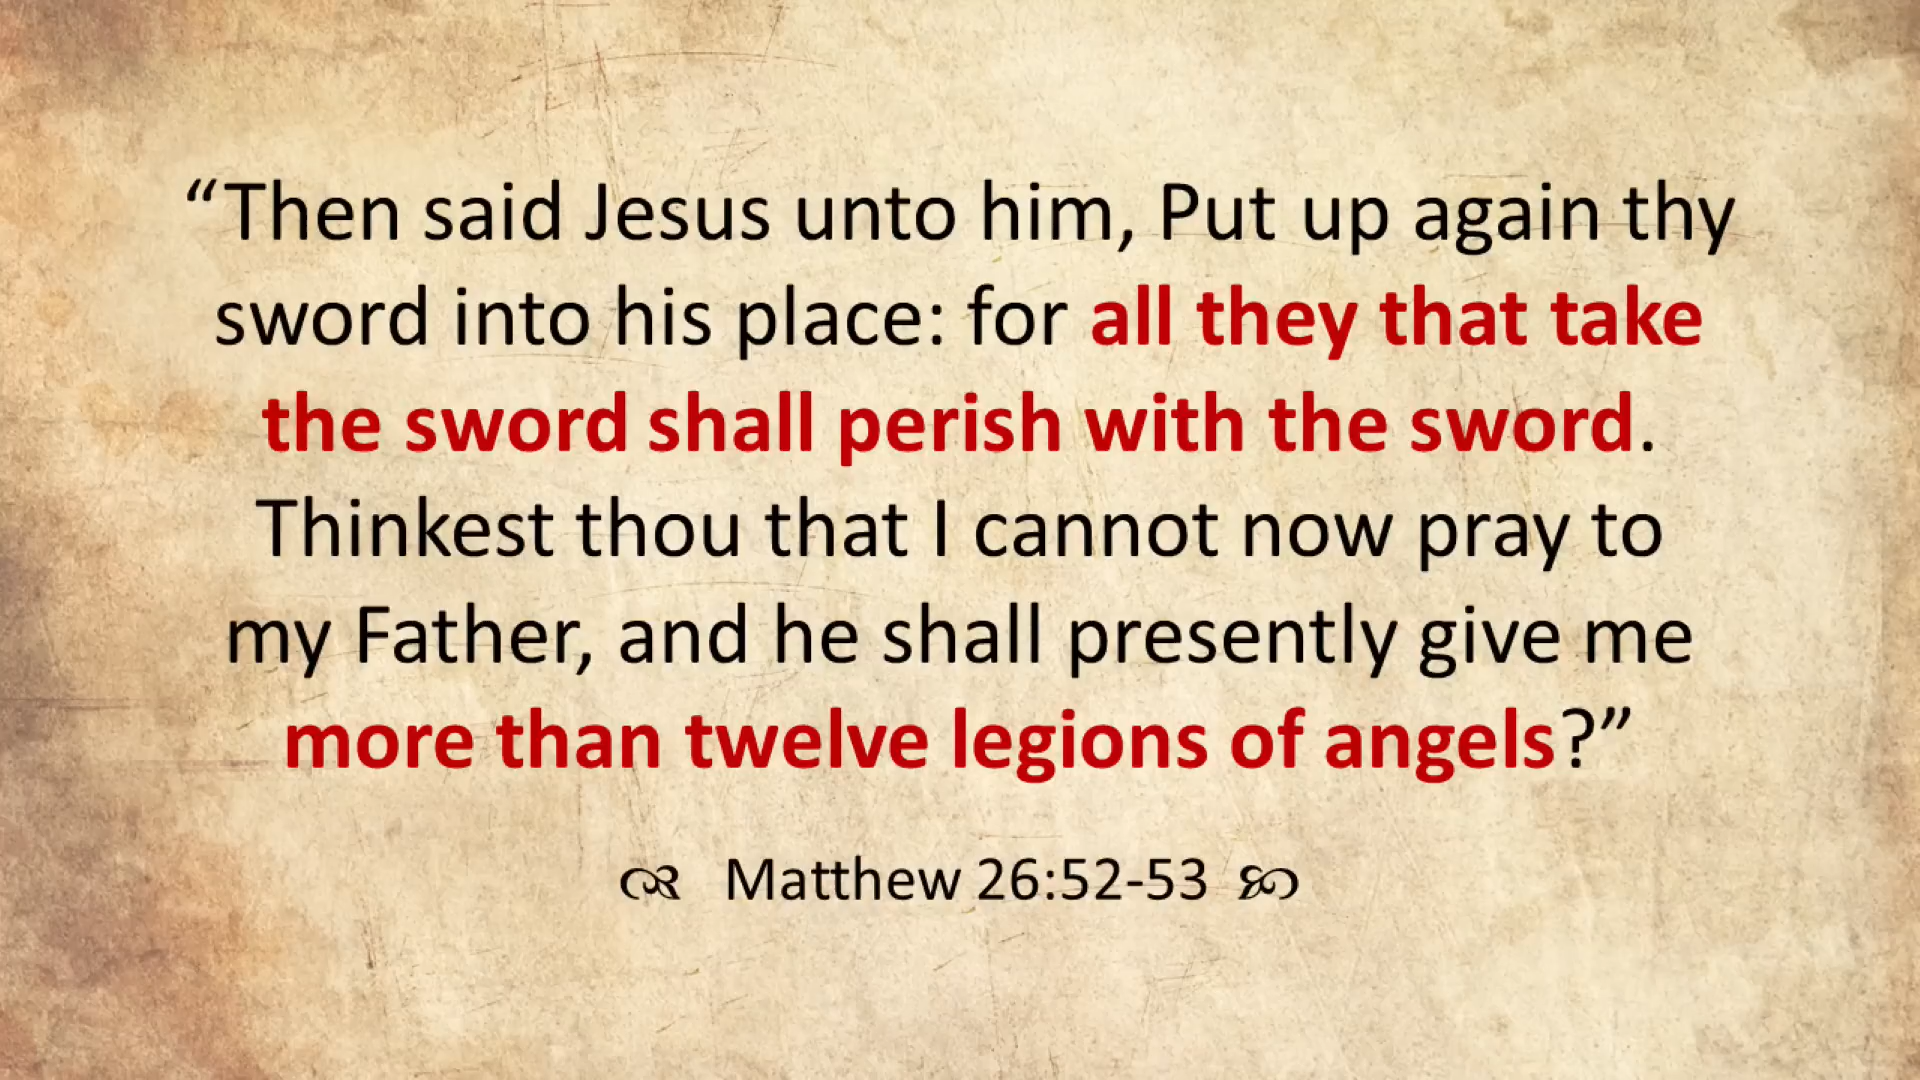 “Then said Jesus unto him, Put up again thy
sword into his place: for all they that take
the sword shall perish with the sword.
Thinkest thou that I cannot now pray to
my Father, and he shall presently give me
more than twelve legions of angels?”
Matthew 26:52-53